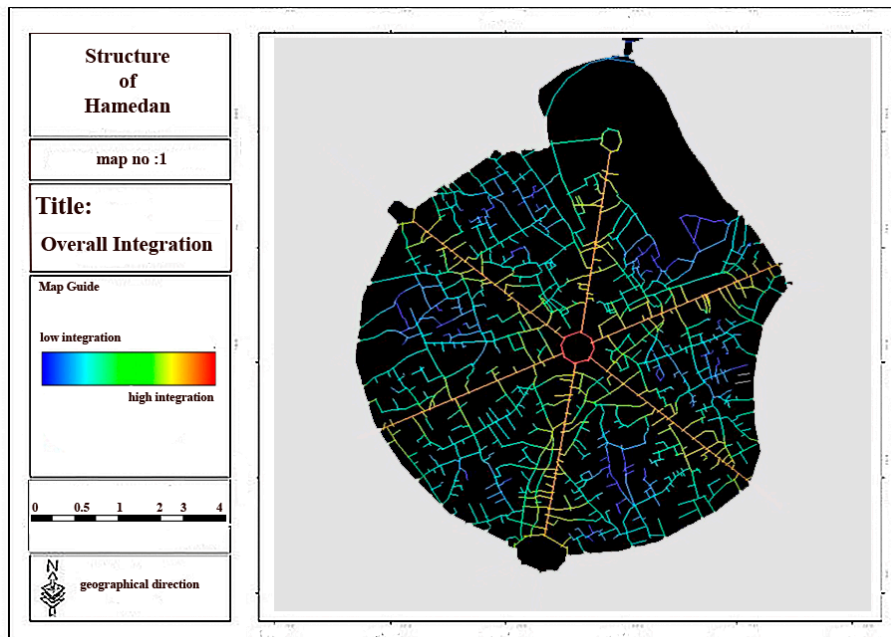 Structure
of
Hamedan
map no :1
Title:
Overall Integration
Map Guide
low integration
high integration
0 0.5 1 2 3 4
N
geographical direction